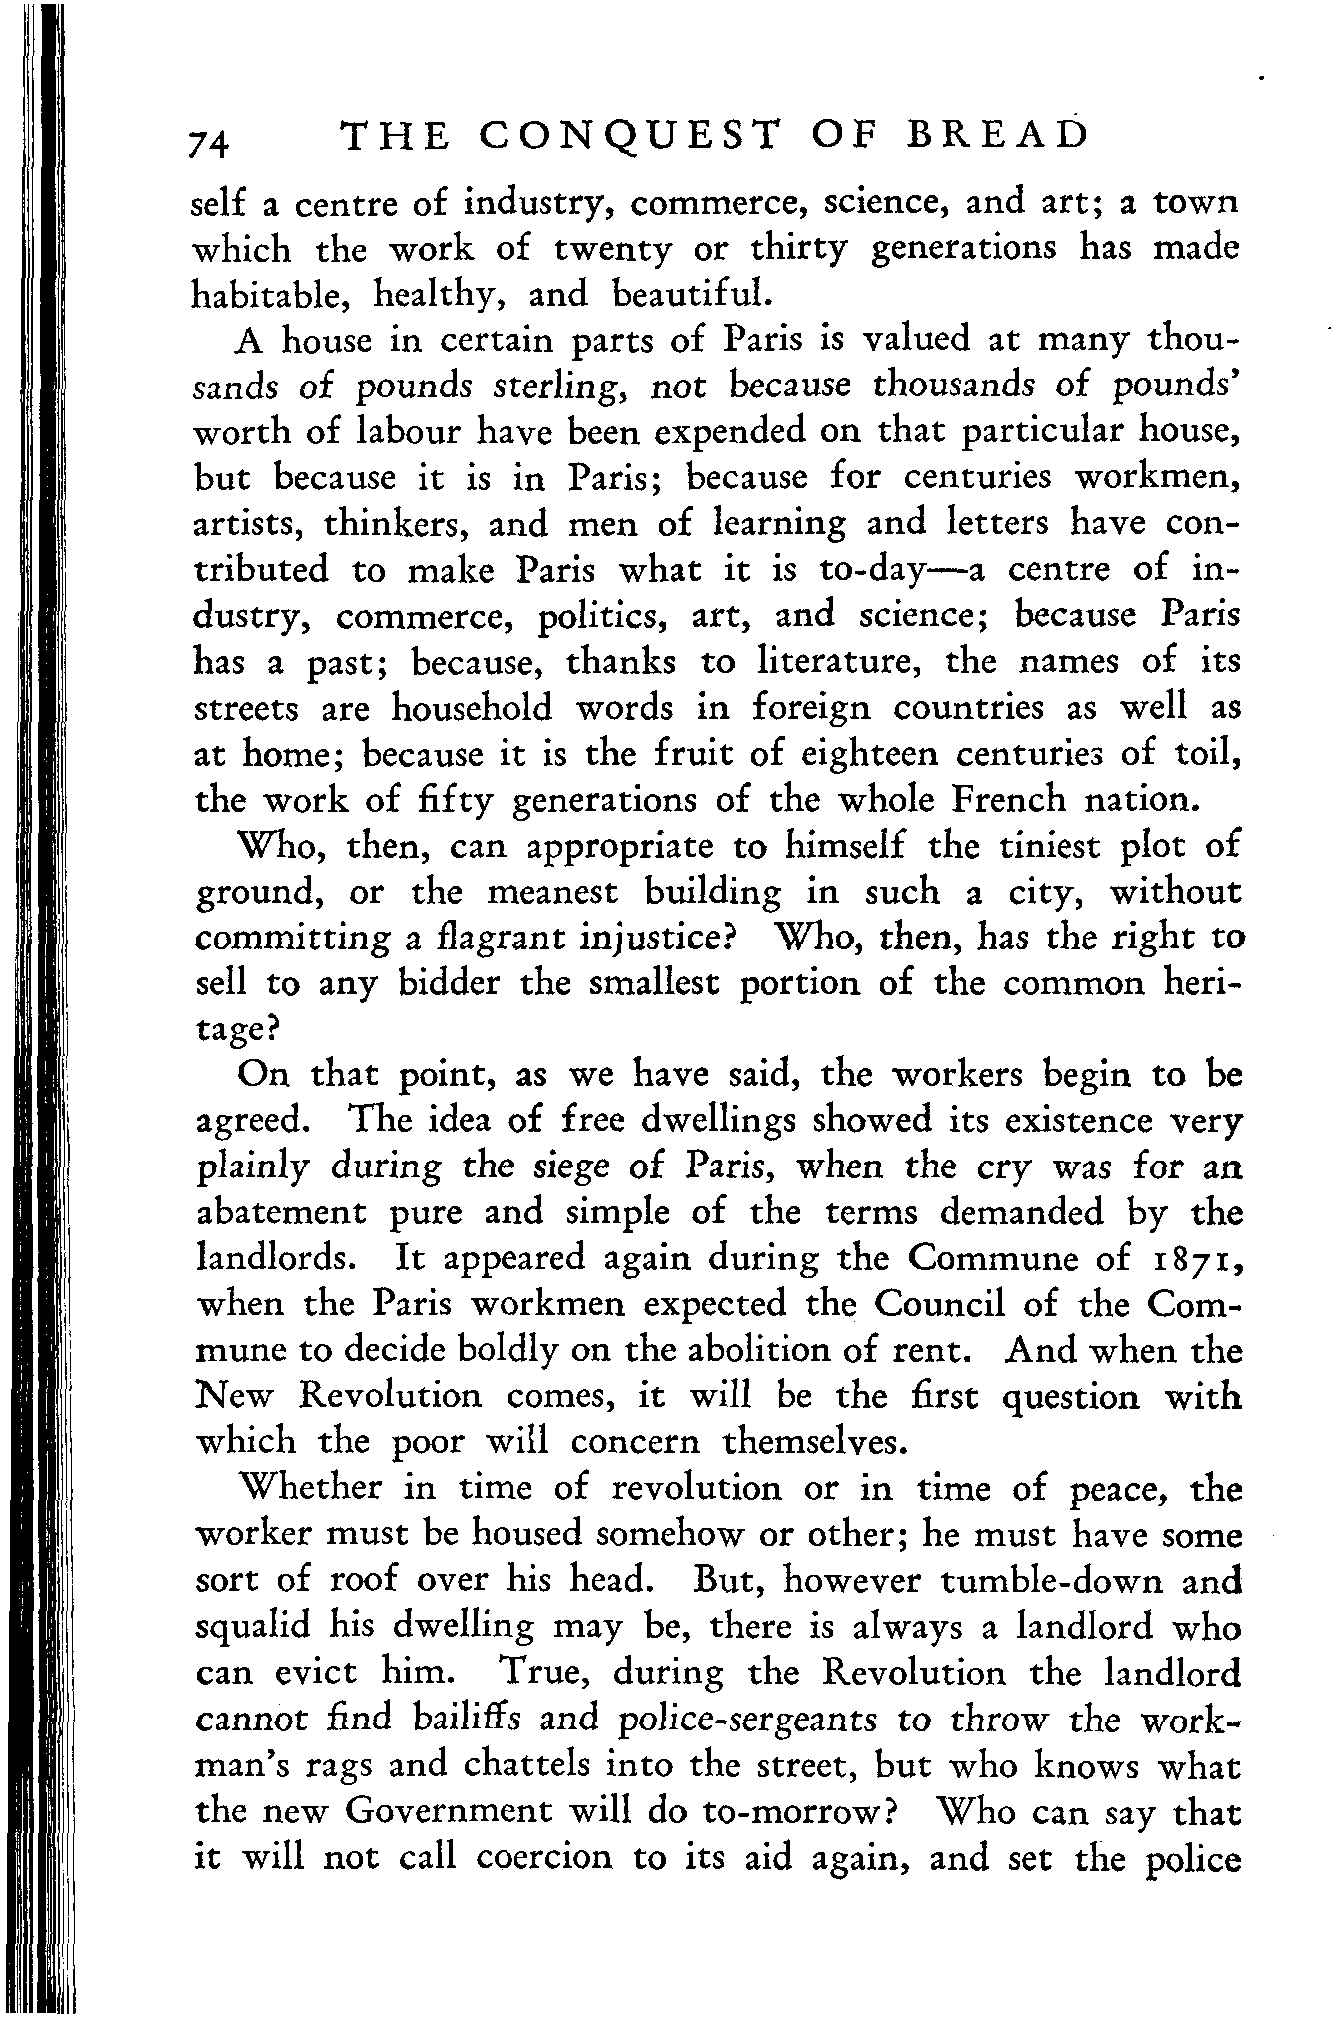 74 THE CONQUEST OF BREAD
self a centre of industry, commerce, science, and art; a town
which the work of twenty or thirty generations has made
habitable, healthy, and beautiful.
A house in certain parts of Paris is valued at many thou-
sands of pounds sterling, not because thousands of pounds'
worth of labour have been expended on that particular house,
but because it is in Paris; because for centuries workmen,
artists, thinkers, and men of learning and letters have con-
tributed to make Paris what it is to-day—a centre of in-
dustry, commerce, politics, art, and science; because Paris
has a past; because, thanks to literature, the names of its
streets are household words in foreign countries as well as
at home; because it is the fruit of eighteen centuries of toil,
the work of fifty generations of the whole French nation.
Who, then, can appropriate to himself the tiniest plot of
ground, or the meanest building in such a city, without
committing a flagrant injustice? Who, then, has the right to
sell to any bidder the smallest portion of the common heri-
tage?
On that point, as we have said, the workers begin to be
agreed. The idea of free dwellings showed its existence very
plainly during the siege of Paris, when the cry was for an
abatement pure and simple of the terms demanded by the
landlords. It appeared again during the Commune of 1871,
when the Paris workmen expected the Council of the Com-
mune to decide boldly on the abolition of rent. And when the
New Revolution comes, it will be the first question with
which the poor will concern themselves.
Whether in time of revolution or in time of peace, the
worker must be housed somehow or other; he must have some
sort of roof over his head. But, however tumble-down and
squalid his dwelling may be, there is always a landlord who
can evict him. True, during the Revolution the landlord
cannot find bailiffs and police-sergeants to throw the work-
man's rags and chattels into the street, but who knows what
the new Government will do to-morrow? Who can say that
it will not call coercion to its aid again, and set the police